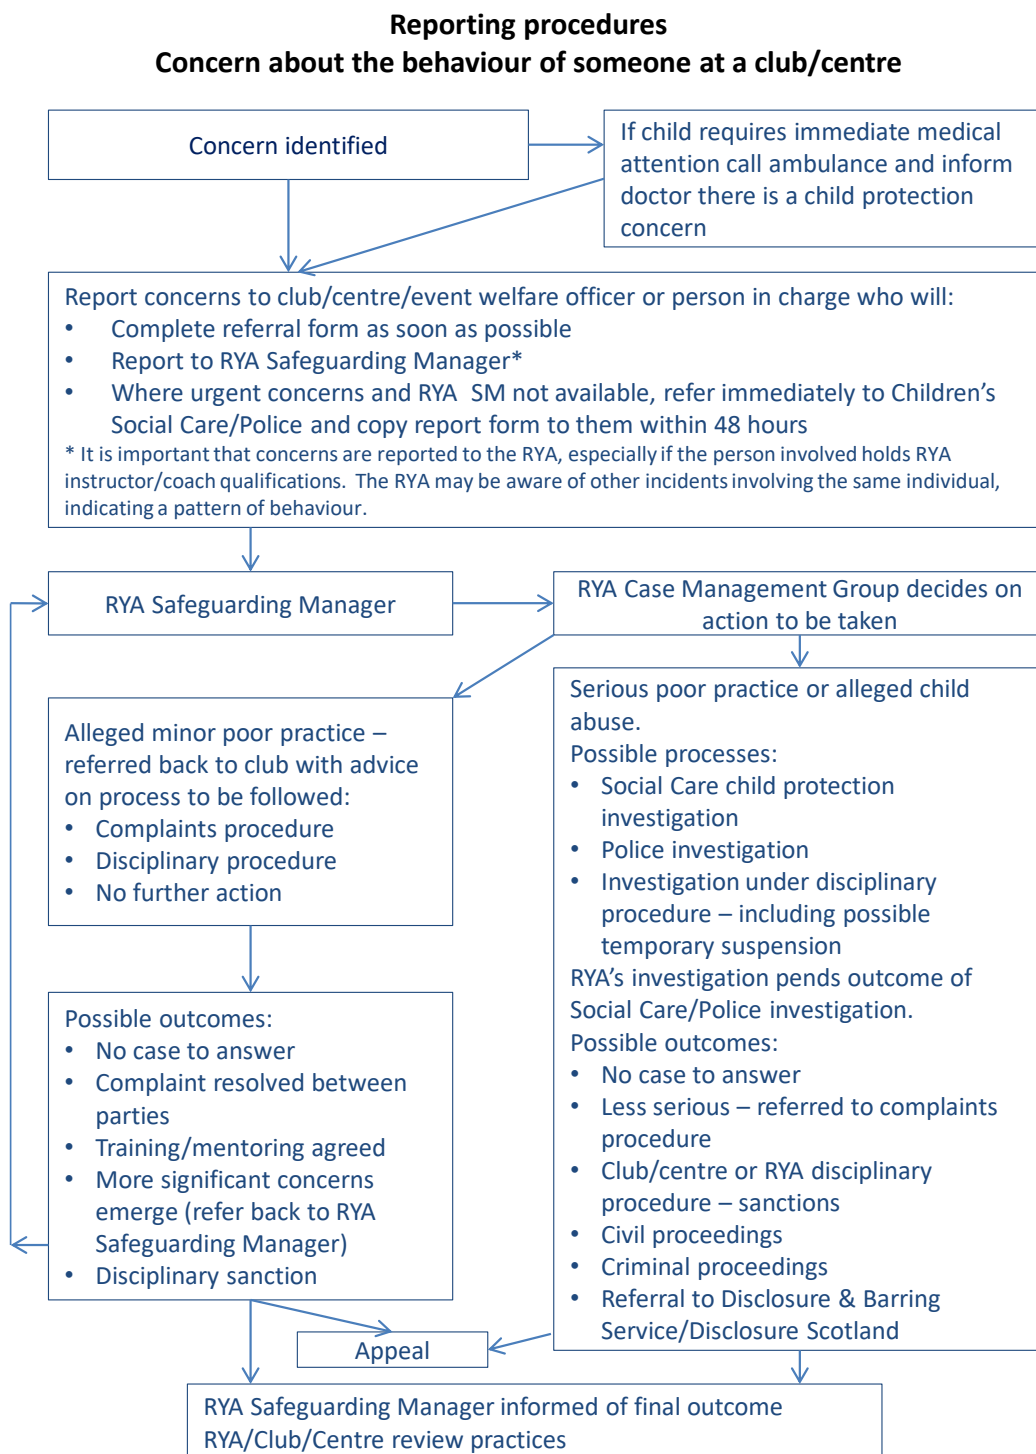 Reporting procedures
Concern about the behaviour of someone at a club/centre
Concern identified
If child requires immediate medical
attention call ambulance and inform
doctor there is a child protection
concern
Report concerns to club/centre/event welfare officer or person in charge who will:
• Complete referral form as soon as possible
• Report to RYA Safeguarding Manager*
• Where urgent concerns and RYA  SM not available, refer immediately to Children’s
Social Care/Police and copy report form to them within 48 hours
* It is important that concerns are reported to the RYA, especially if the person involved holds RYA
instructor/coach qualifications.  The RYA may be aware of other incidents involving the same individual,
indicating a pattern of behaviour.
RYA Safeguarding Manager
RYA Case Management Group decides on
action to be taken
Alleged minor poor practice –
referred back to club with advice
on process to be followed:
• Complaints procedure
• Disciplinary procedure
• No further action
Serious poor practice or alleged child
abuse.
Possible processes:
• Social Care child protection
investigation
• Police investigation
• Investigation under disciplinary
procedure – including possible
temporary suspension
RYA’s investigation pends outcome of
Social Care/Police investigation.
Possible outcomes:
• No case to answer
• Less serious – referred to complaints
procedure
• Club/centre or RYA disciplinary
procedure – sanctions
• Civil proceedings
• Criminal proceedings
• Referral to Disclosure & Barring
Service/Disclosure Scotland
Possible outcomes:
• No case to answer
• Complaint resolved between
parties
• Training/mentoring agreed
• More significant concerns
emerge (refer back to RYA
Safeguarding Manager)
• Disciplinary sanction
Appeal
RYA Safeguarding Manager informed of final outcome
RYA/Club/Centre review practices